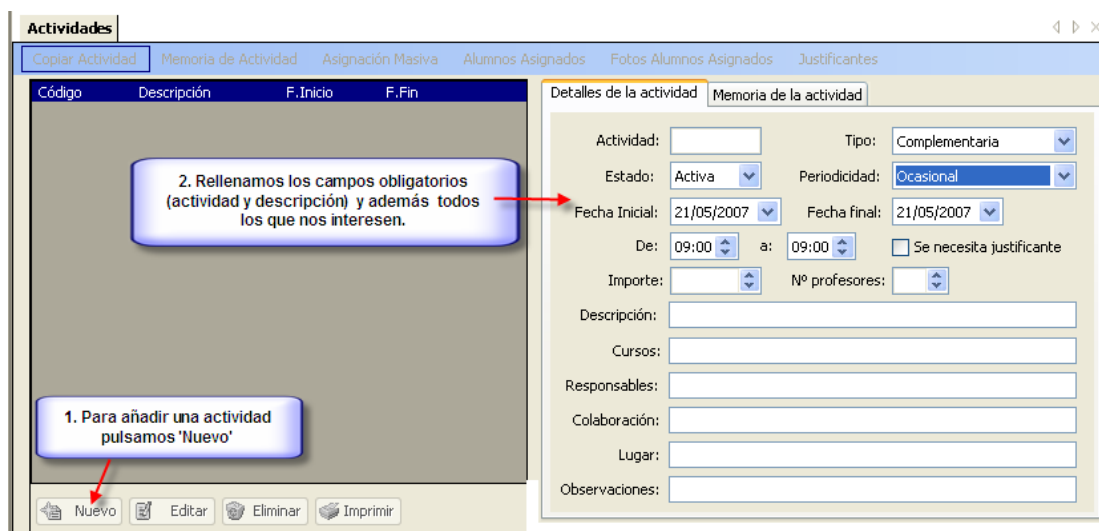 Actividades
Copiar Actividad Memoria de Actividad Asignación Masiva Alumnos Asignados Fotos Alumnos Asignados Justificantes
Código Descripción F.Inicio F.Fin
2. Rellenamos los campos obligatorios
(actividad y descripción) y además todos
los que nos interesen.
1. Para añadir una actividad
pulsamos 'Nuevo'
Nuevo Editar Eliminar Imprimir
Detalles de la actividad Memoria de la actividad
Actividad: Tipo: Complementaria
Estado: Activa Periodicidad: Ocasional
Fecha Inicial: 21/05/2007 Fecha final: 21/05/2007
De: 09:00 a: 09:00 Se necesita justificante
Importe: Nº profesores:
Descripción:
Cursos:
Responsables:
Colaboración:
Lugar:
Observaciones: